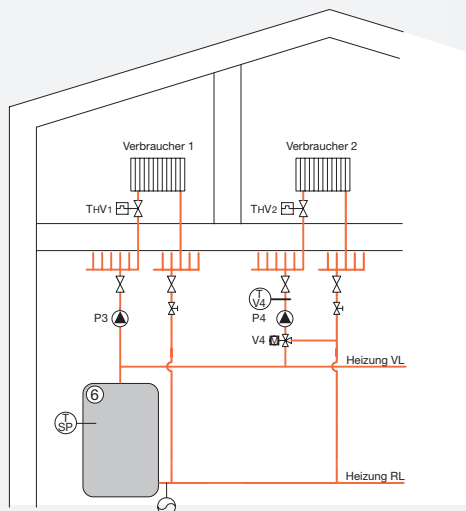 Verbraucher 1
Verbraucher 2
THV1
THV2
T
V4
P3
P4
V4
M
Heizung VL
6
T
SP
Heizung RL